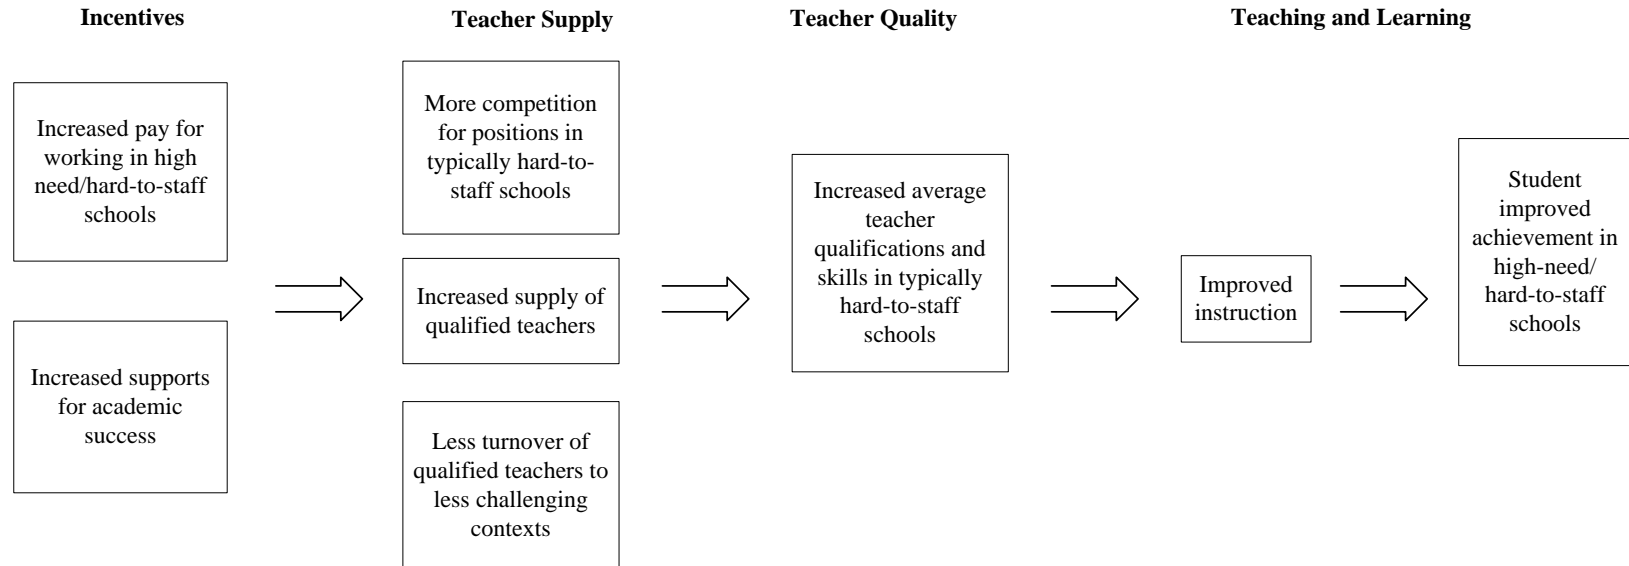 Incentives
Teacher Supply
Teacher Quality
Teaching and Learning
Increased pay for
working in high
need/hard-to-staff
schools
Increased supports
for academic
success
More competition
for positions in
typically hard-to-
staff schools
Increased supply of
qualified teachers
Less turnover of
qualified teachers to
less challenging
contexts
Increased average
teacher
qualifications and
skills in typically
hard-to-staff
schools
Improved
instruction
Student
improved
achievement in
high-need/
hard-to-staff
schools